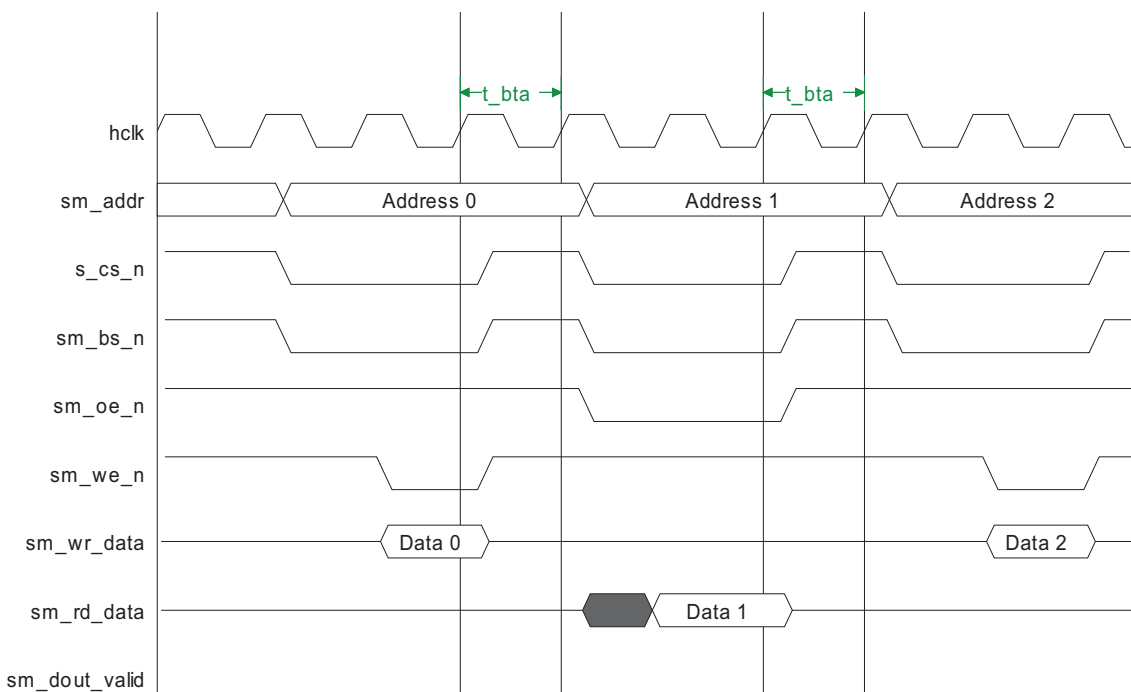 t_bta t_bta
hclk
sm_addr Address 0 Address 1 Address 2
s_cs_n
sm_bs_n
sm_oe_n
sm_we_n
sm_wr_data Data 0 Data 2
sm_rd_data Data 1
sm_dout_valid